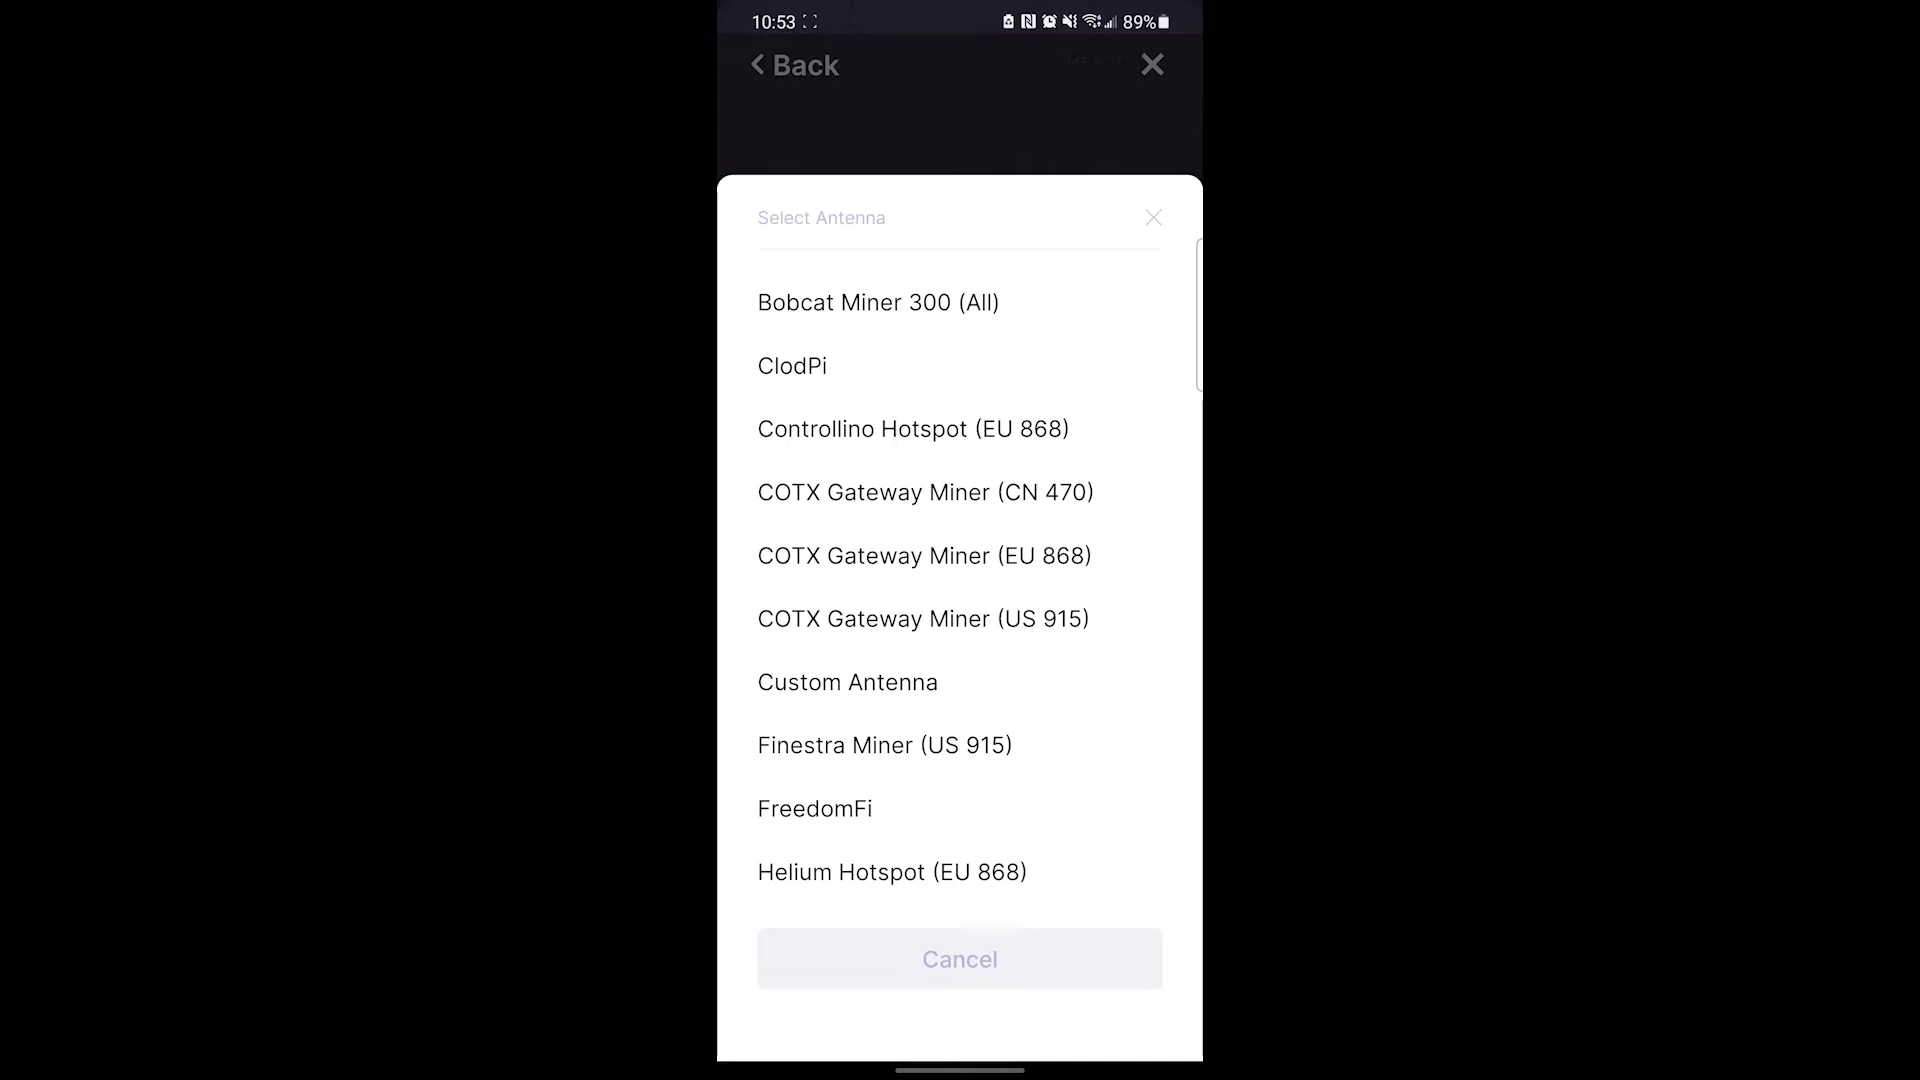 10:53 89%
Back
Select Antenna
Bobcat Miner 300 (All)
ClodPi
Controllino Hotspot (EU 868)
COTX Gateway Miner (CN 470)
COTX Gateway Miner (EU 868)
COTX Gateway Miner (US 915)
Custom Antenna
Finestra Miner (US 915)
FreedomFi
Helium Hotspot (EU 868)
Cancel